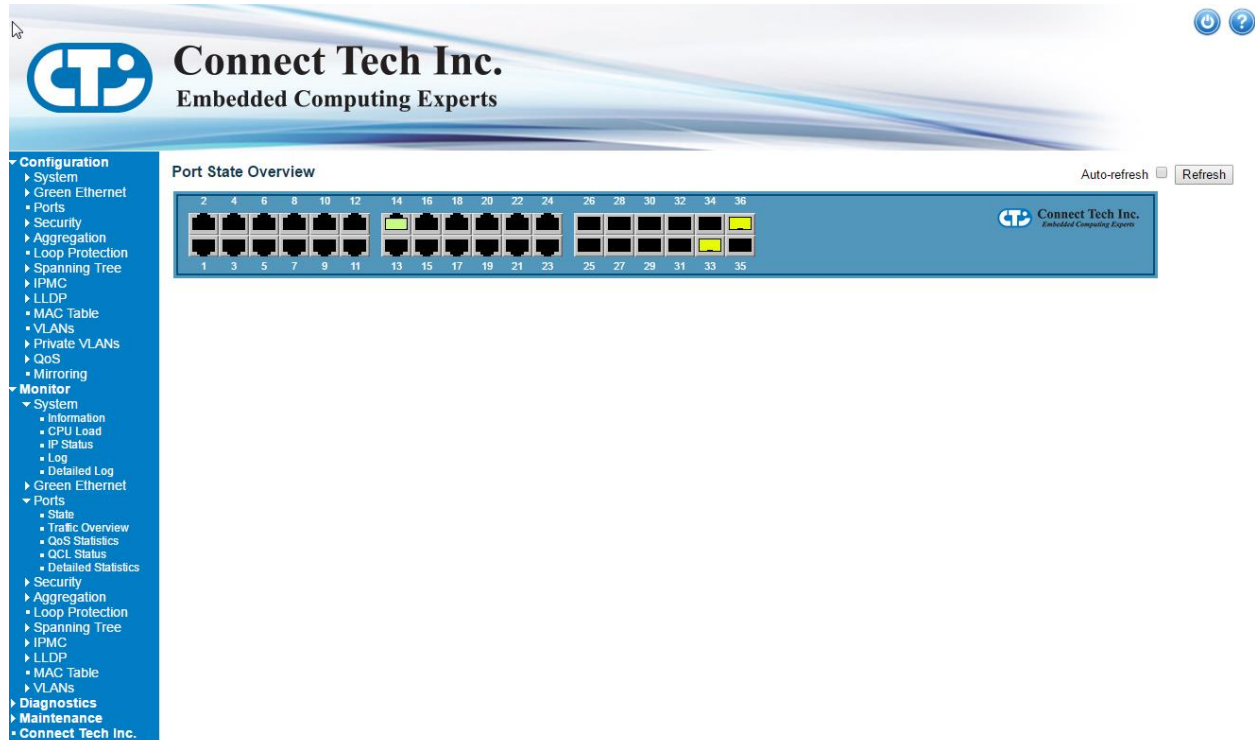 Connect Tech Inc.
Embedded Computing Experts
Configuration
System
Green Ethernet
Ports
Security
Aggregation
Loop Protection
Spanning Tree
IPMC
LLDP
MAC Table
VLANs
Private VLANs
QoS
Mirroring
Monitor
System
Information
CPU Load
IP Status
Log
Detailed Log
Green Ethernet
Ports
State
Traffic Overview
QoS Statistics
QCL Status
Detailed Statistics
Security
Aggregation
Loop Protection
Spanning Tree
IPMC
LLDP
MAC Table
VLANs
Diagnostics
Maintenance
Connect Tech Inc.
Port State Overview
Auto-refresh Refresh
2 4 6 8 10 12 14 16 18 20 22 24 26 28 30 32 34 36
1 3 5 7 9 11 13 15 17 19 21 23 25 27 29 31 33 35
Connect Tech Inc.
Embedded Computing Experts